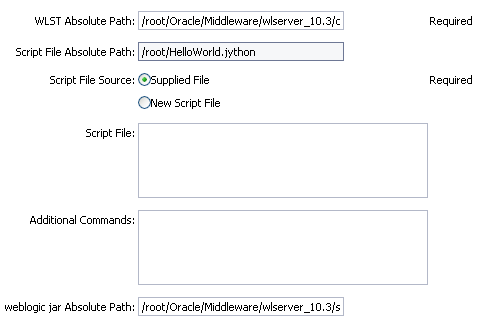 WLST Absolute Path: /root/Oracle/Middleware/wlserver_10.3/c Required
Script File Absolute Path: /root/HelloWorld.jython
Script File Source: Supplied File Required
New Script File
Script File:
Additional Commands:
weblogic jar Absolute Path: /root/Oracle/Middleware/wlserver_10.3/s